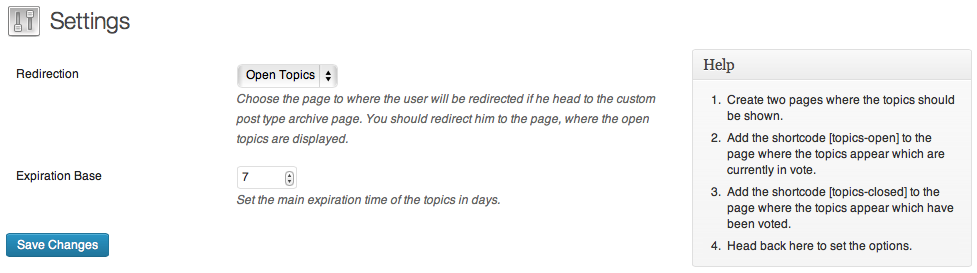 Settings
Redirection
Open Topics
Choose the page to where the user will be redirected if he head to the custom
post type archive page. You should redirect him to the page, where the open
topics are displayed.
Expiration Base
7
Set the main expiration time of the topics in days.
Save Changes
Help
1. Create two pages where the topics should
be shown.
2. Add the shortcode [topics-open] to the
page where the topics appear which are
currently in vote.
3. Add the shortcode [topics-closed] to the
page where the topics appear which have
been voted.
4. Head back here to set the options.